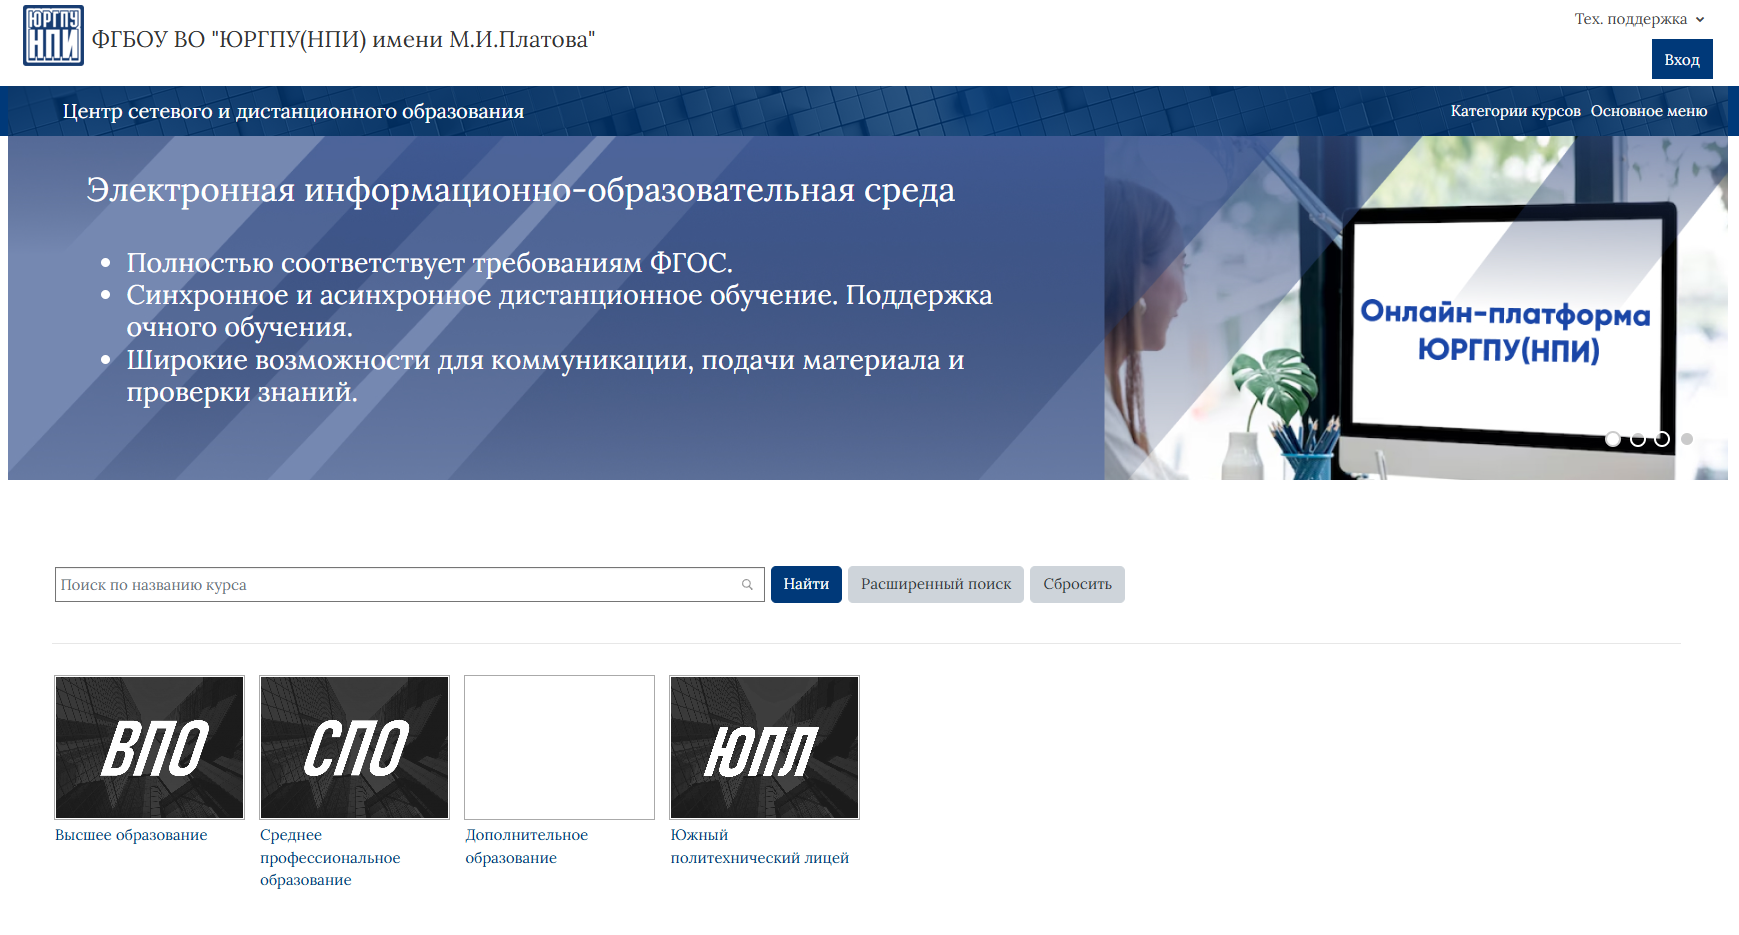 ЮРГПУ
НПИ
ФГБОУ ВО "ЮРГПУ(НПИ) имени М.И.Платова"
Тех. поддержка
Вход
Центр сетевого и дистанционного образования
Категории курсов
Основное меню
Электронная информационно-образовательная среда
Полностью соответствует требованиям ФГОС.
Синхронное и асинхронное дистанционное обучение. Поддержка
очного обучения.
Широкие возможности для коммуникации, подачи материала и
проверки знаний.
Онлайн-платформа
ЮРГПУ(НПИ)
Поиск по названию курса
Найти
Расширенный поиск
Сбросить
ВПО
СПО
ЮПЛ
Высшее образование
Среднее
профессиональное
образование
Дополнительное
образование
Южный
политехнический лицей